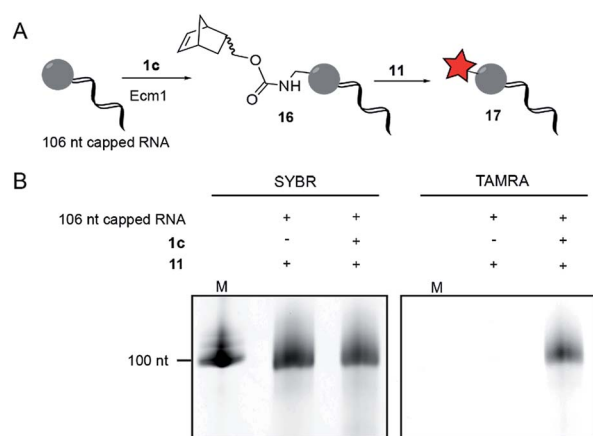 A
1c
Ecm1
106 nt capped RNA
O
O
NH
16
11
17
B
SYBR
TAMRA
106 nt capped RNA + + + +
1c - + - +
11 + + + +
M
M
100 nt